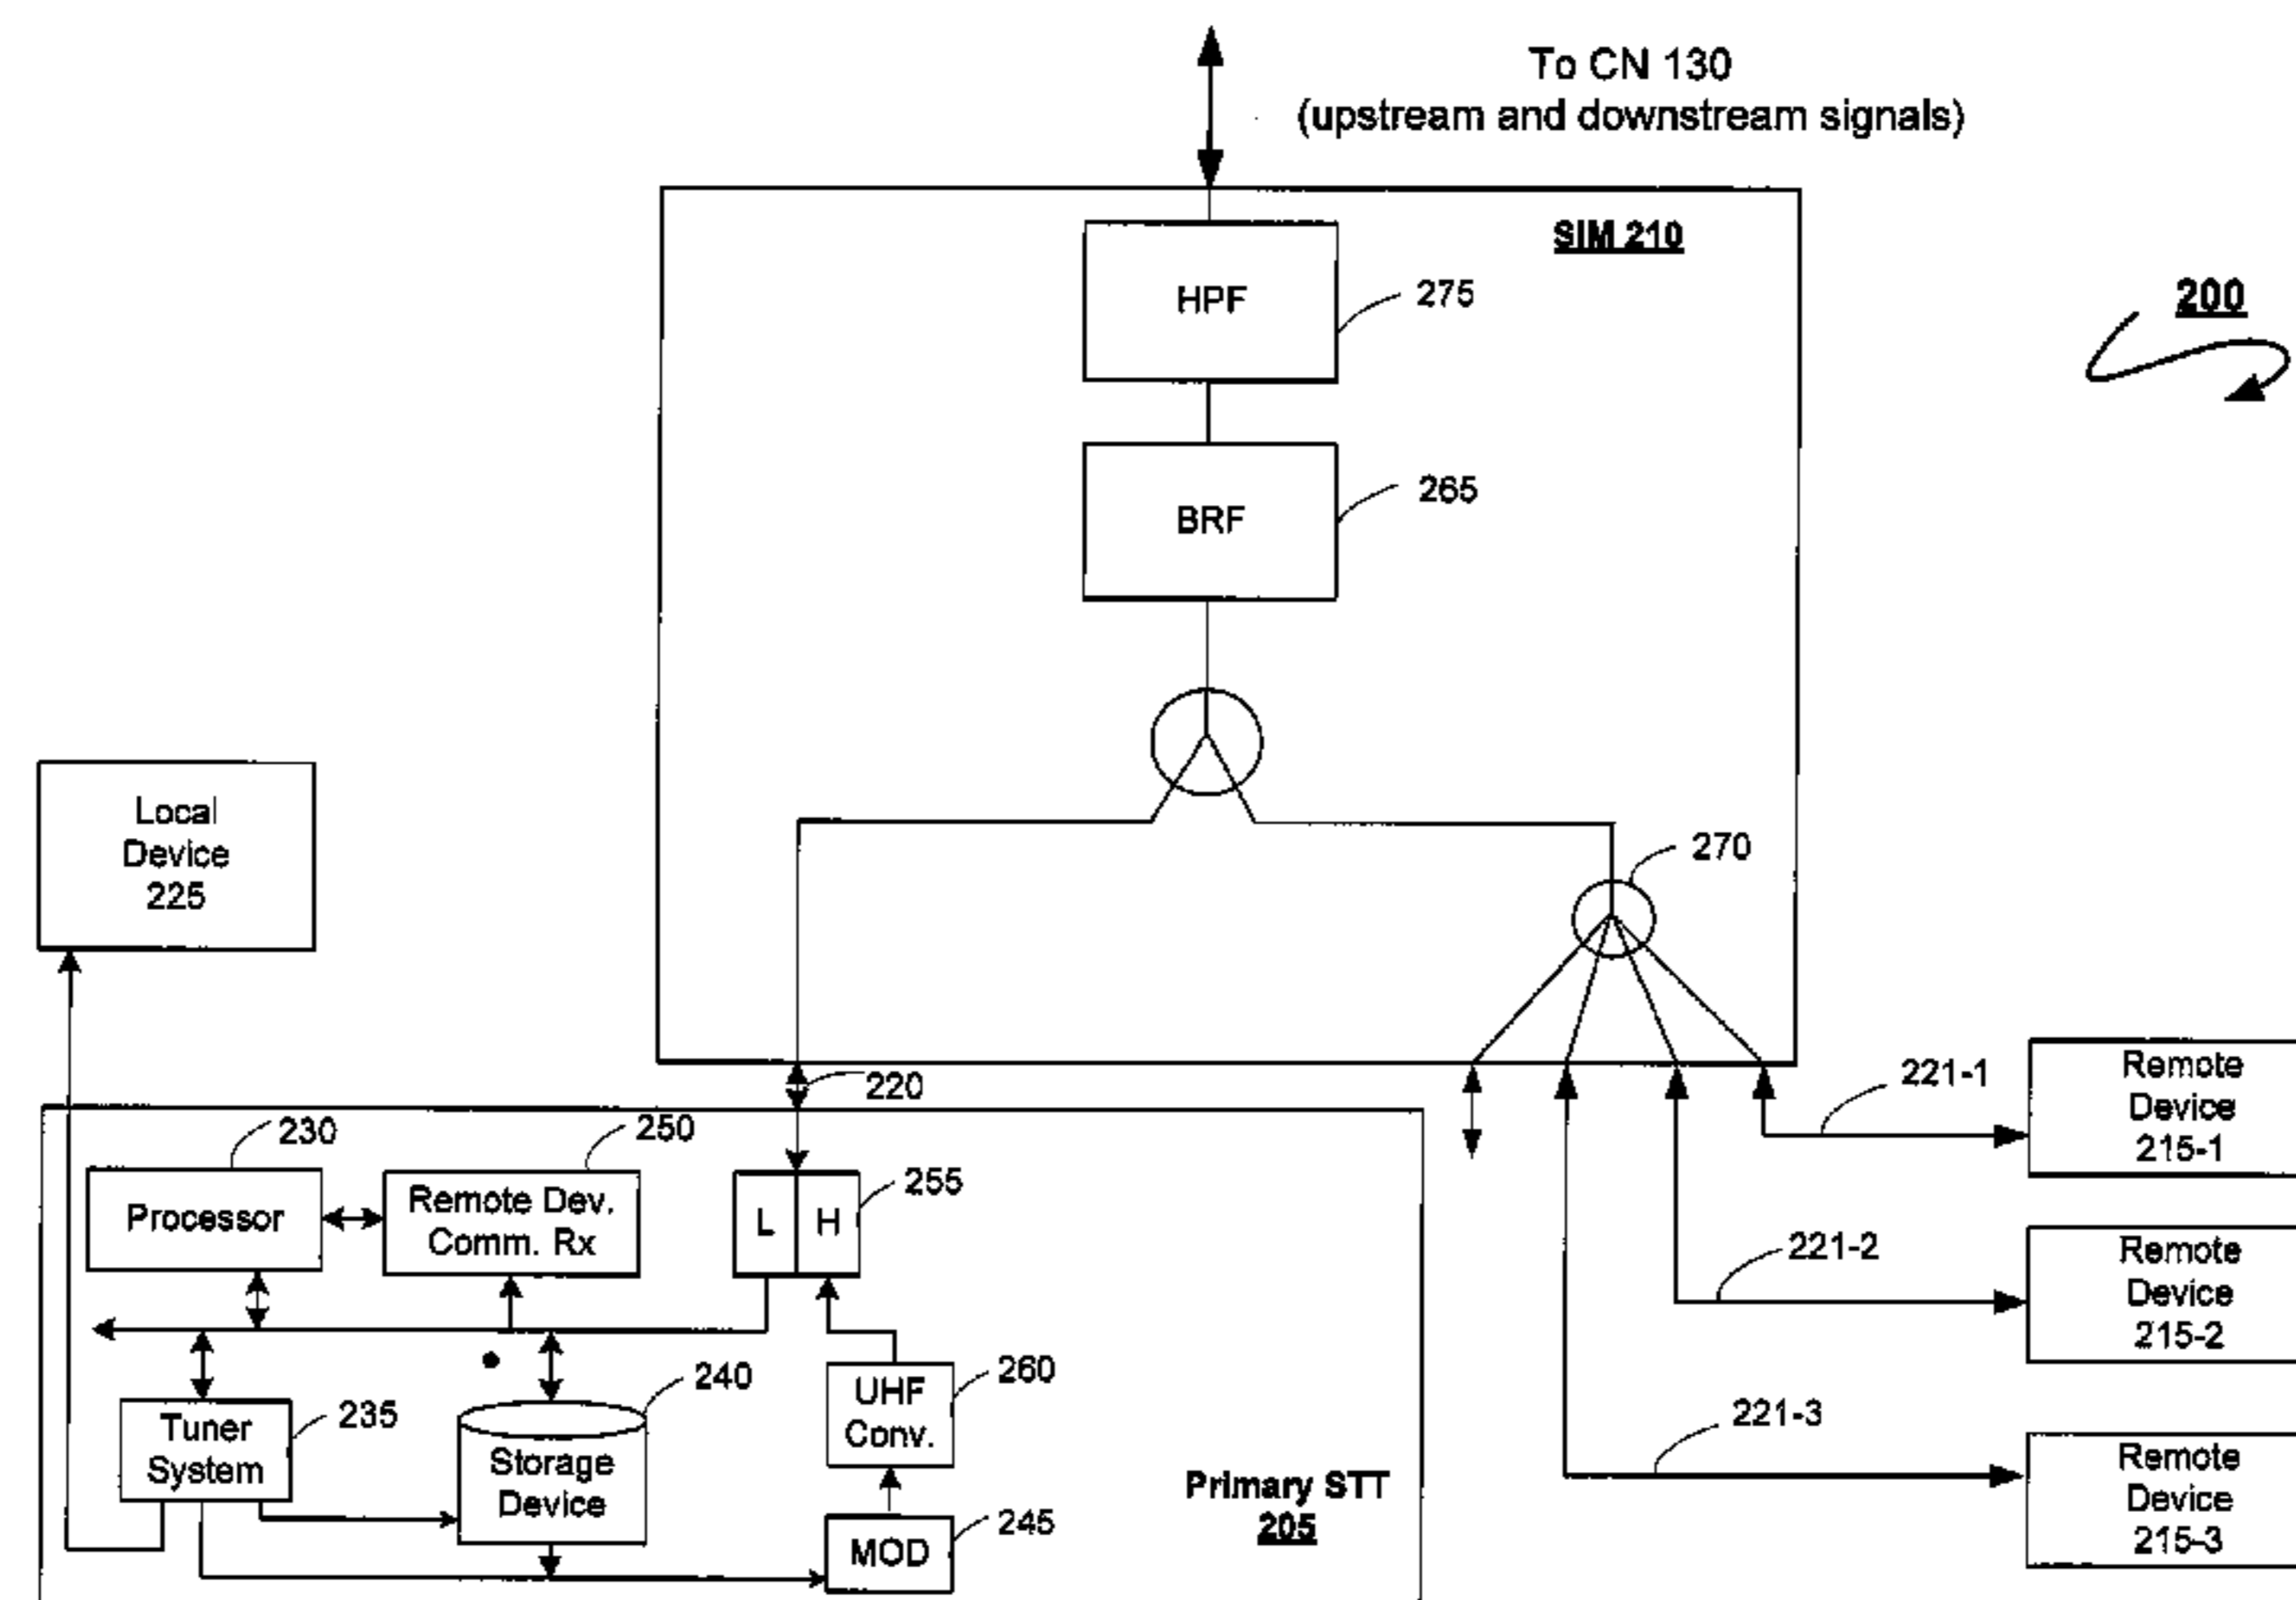 To CN 130
(upstream and downstream signals)
SIM 210
200
HPF
275
BRF
265
270
Local
Device
225
220
221-1
Remote
Device
215-1
230
250
255
Processor
Remote Dev.
Comm. Rx
L
H
221-2
Remote
Device
215-2
240
260
UHF
Conv.
235
Tuner
System
Storage
Device
Primary STT
205
245
MOD
221-3
Remote
Device
215-3